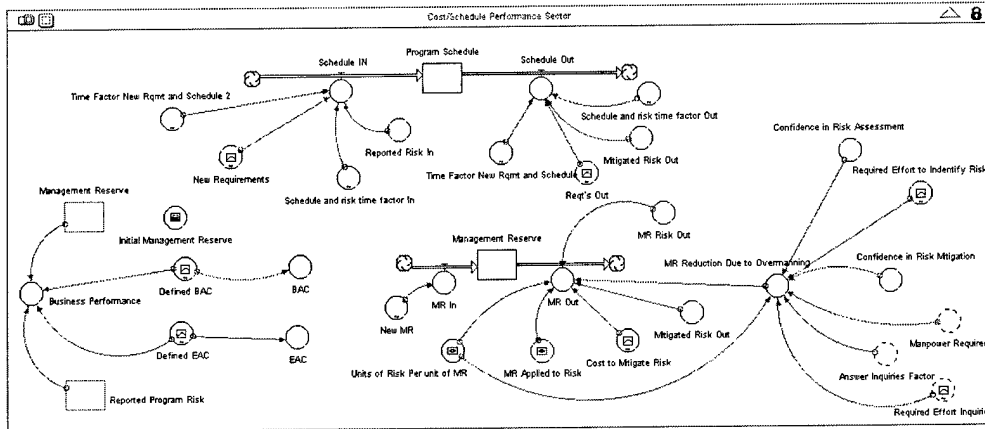 Cost/Schedule Performance Sector
8
Program Schedule
Schedule IN
Schedule Out
Time Factor New Rqmt and Schedule 2
Schedule and risk time factor Out
Reported Risk In
Mitigated Risk Out
Confidence in Risk Assessment
New Requirements
Time Factor New Rqmt and Schedule
Required Effort to Indentify Risk
Management Reserve
Schedule and risk time factor In
Reqt's Out
MR Risk Out
Initial Management Reserve
Management Reserve
MR Reduction Due to Overmanning
Confidence in Risk Mtigation
Business Performance
Defined BAC
BAC
MR In
MR Out
New MR
Mitigated Risk Out
Manpower Required
Defined EAC
EAC
Units of Risk Per unit of MR
MR Applied to Risk
Cost to Mitigate Risk
Answer Inquiries Factor
Reported Program Risk
Required Effort Inquirie